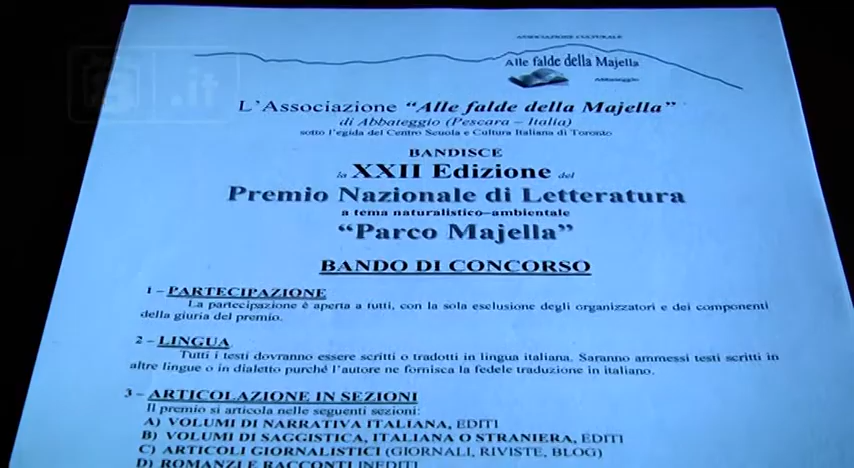 ASSOCIAZIONE CULTURALE
Alle falde della Majella
Abbateggio
L'Associazione "Alle falde della Majella"
di Abbateggio (Pescara – Italia)
sotto l'egida del Centro Scuola e Cultura Italiana di Toronto
BANDISCE
la XXII Edizione del
Premio Nazionale di Letteratura
a tema naturalistico–ambientale
"Parco Majella"
BANDO DI CONCORSO
1 – PARTECIPAZIONE
La partecipazione è aperta a tutti, con la sola esclusione degli organizzatori e dei componenti
della giuria del premio.
2 – LINGUA
Tutti i testi dovranno essere scritti o tradotti in lingua italiana. Saranno ammessi testi scritti in
altre lingue o in dialetto purché l'autore ne fornisca la fedele traduzione in italiano.
3 – ARTICOLAZIONE IN SEZIONI
Il premio si articola nelle seguenti sezioni:
A) VOLUMI DI NARRATIVA ITALIANA, EDITI
B) VOLUMI DI SAGGISTICA, ITALIANA O STRANIERA, EDITI
C) ARTICOLI GIORNALISTICI (GIORNALI, RIVISTE, BLOG)
D) ROMANZI E RACCONTI INEDITI
.it